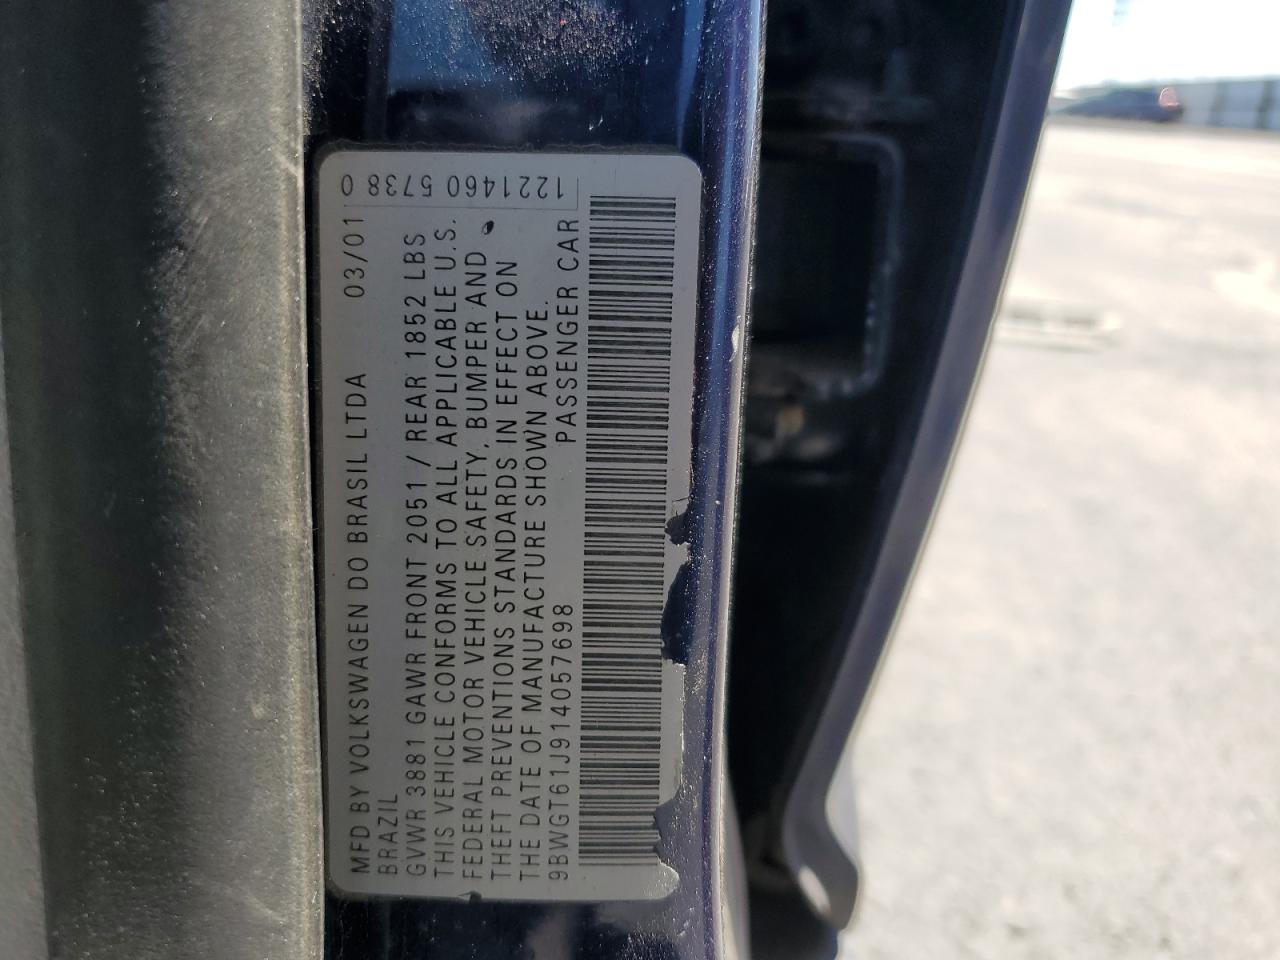 MFD BY VOLKSWAGEN DO BRASIL LTDA 03/01
BRAZIL
GVWR 3881 GAWR FRONT 2051 / REAR 1852 LBS
THIS VEHICLE CONFORMS TO ALL APPLICABLE U.S.
FEDERAL MOTOR VEHICLE SAFETY, BUMPER AND
THEFT PREVENTIONS STANDARDS IN EFFECT ON
THE DATE OF MANUFACTURE SHOWN ABOVE.
9BWGT61J914057698 PASSENGER CAR
1221460 5738 0